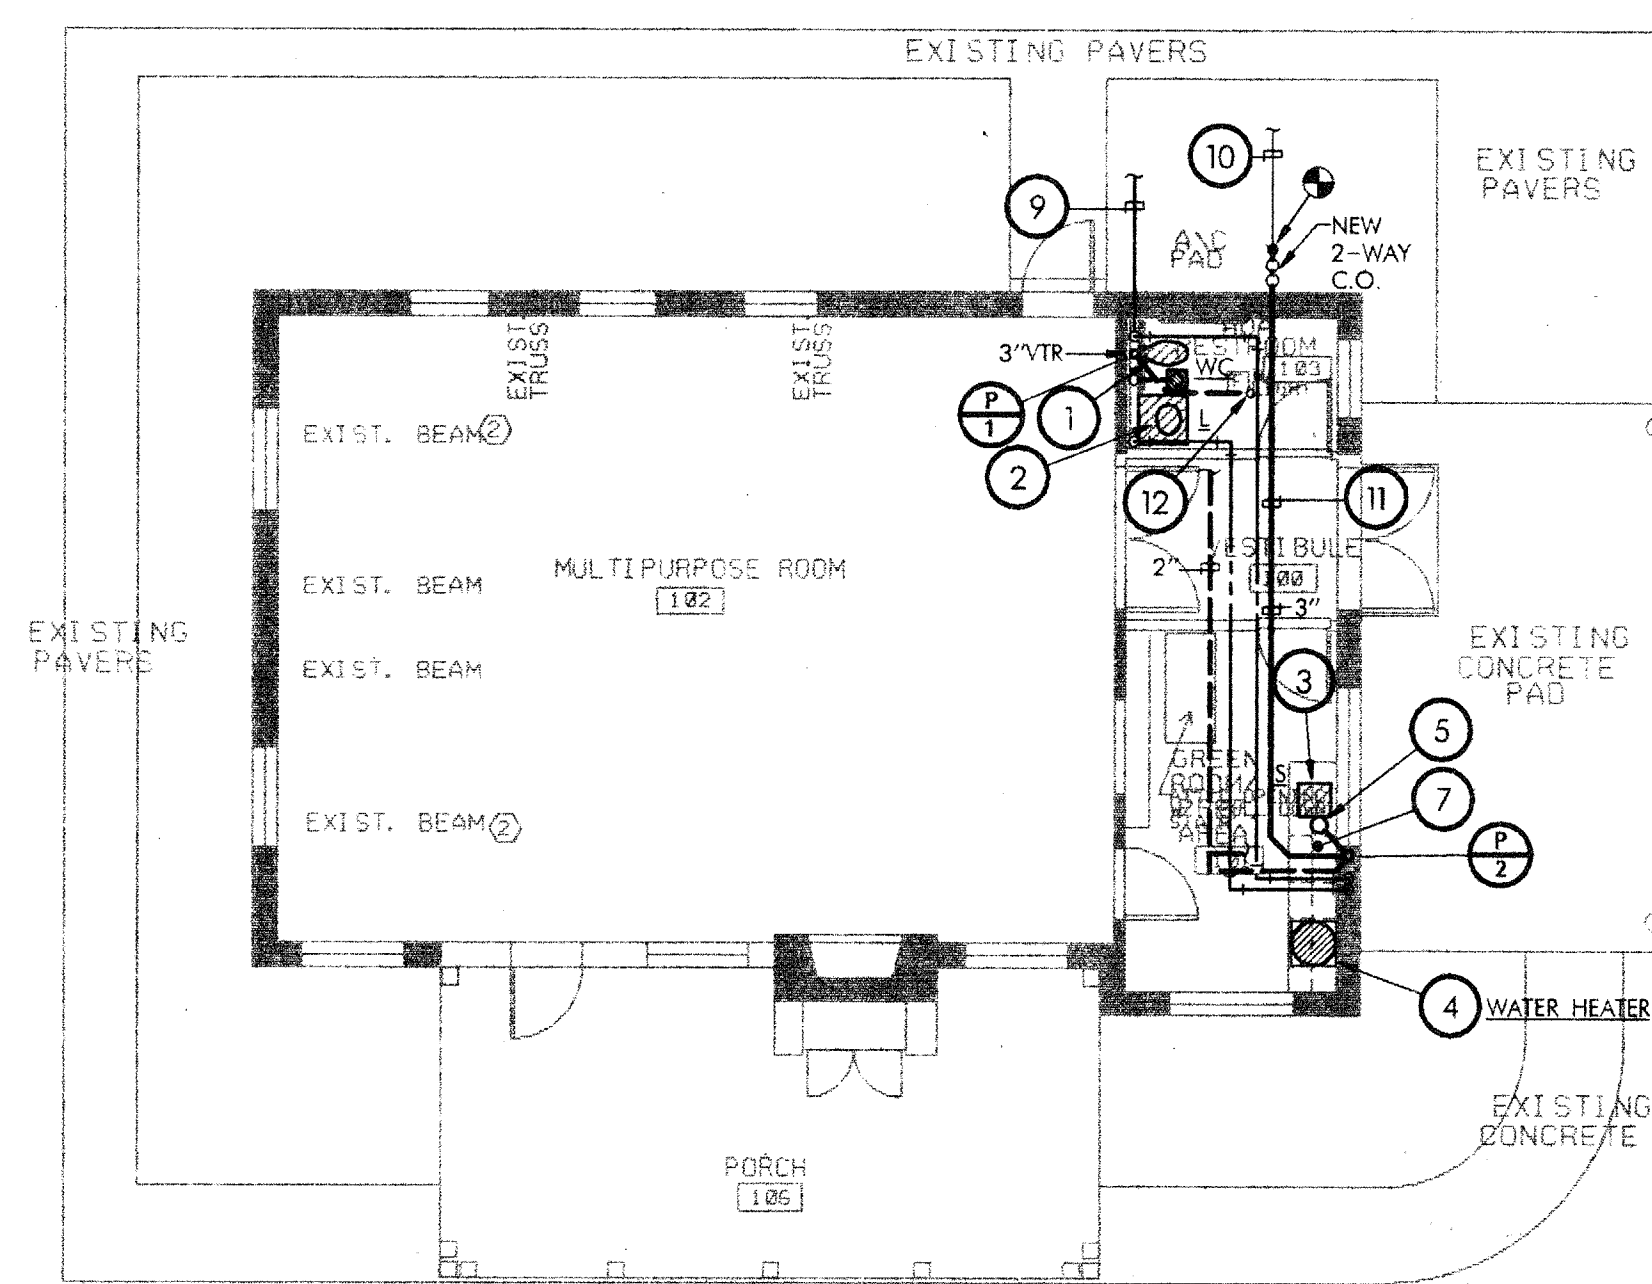 EXISTING PAVERS
10
EXISTING
PAVERS
9
NEW
2-WAY
C.O.
A/C
PAD
EXIST.
TRUSS
EXIST.
TRUSS
3"VTR
RESTROOM
WC
103
P
1
1
L
EXIST. BEAM 2
2
12
11
MULTIPURPOSE ROOM
102
VESTIBULE
100
2"
EXIST. BEAM
3"
EXISTING
PAVERS
EXISTING
CONCRETE
PAD
EXIST. BEAM
3
5
GREEN
ROOM/
S
7
AREA
EXIST. BEAM 2
P
2
4
WATER HEATER
EXISTING
CONCRETE
PORCH
106